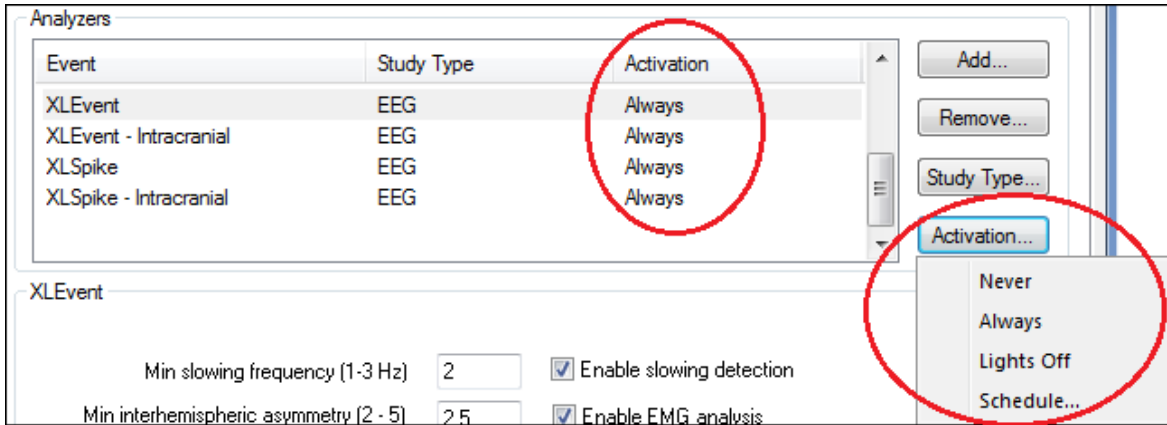 Analyzers
Event Study Type Activation
XLEvent EEG Always
XLEvent - Intracranial EEG Always
XLSpike EEG Always
XLSpike - Intracranial EEG Always
Add...
Remove...
Study Type...
Activation...
Never
Always
Lights Off
Schedule...
XLEvent
Min slowing frequency (1-3 Hz) 2 Enable slowing detection
Min interhemispheric asymmetry (2 - 5) 2.5 Enable EMG analysis